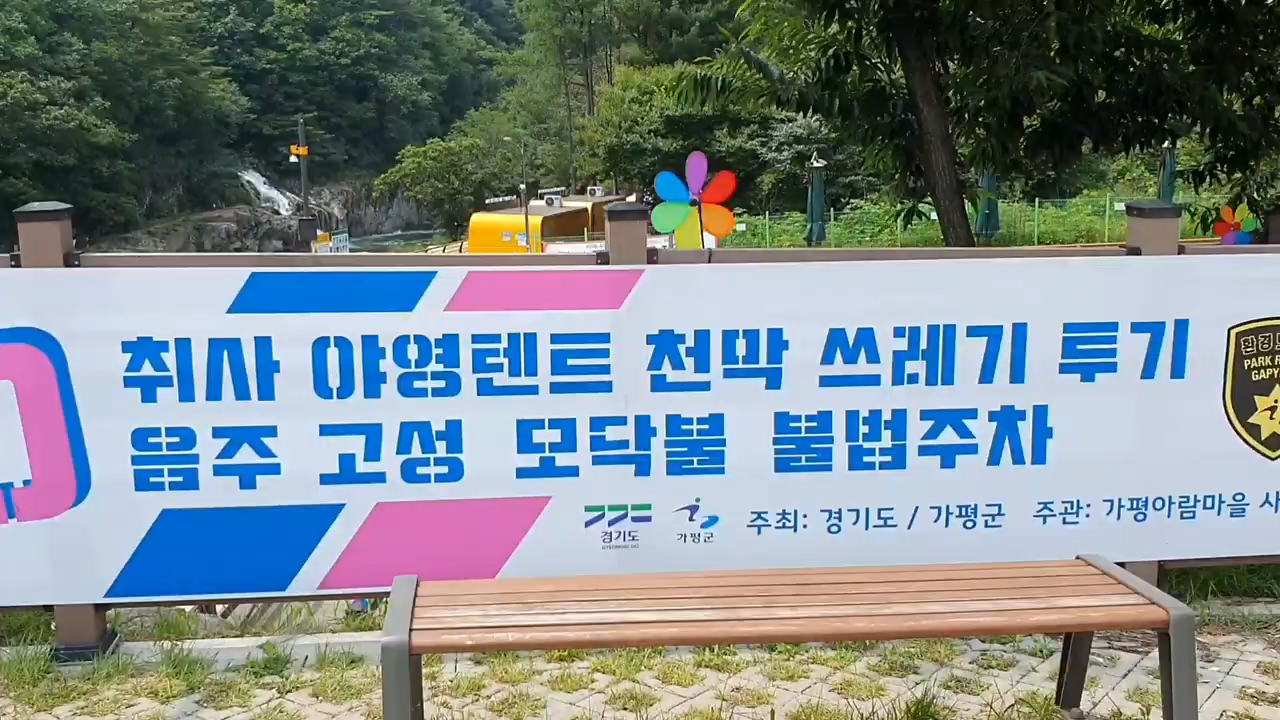 취사 야영텐트 천막 쓰레기 투기
음주 고성 모닥불 불법주차
경기도
가평군
주최: 경기도 / 가평군 주관: 가평아람마을
PARK